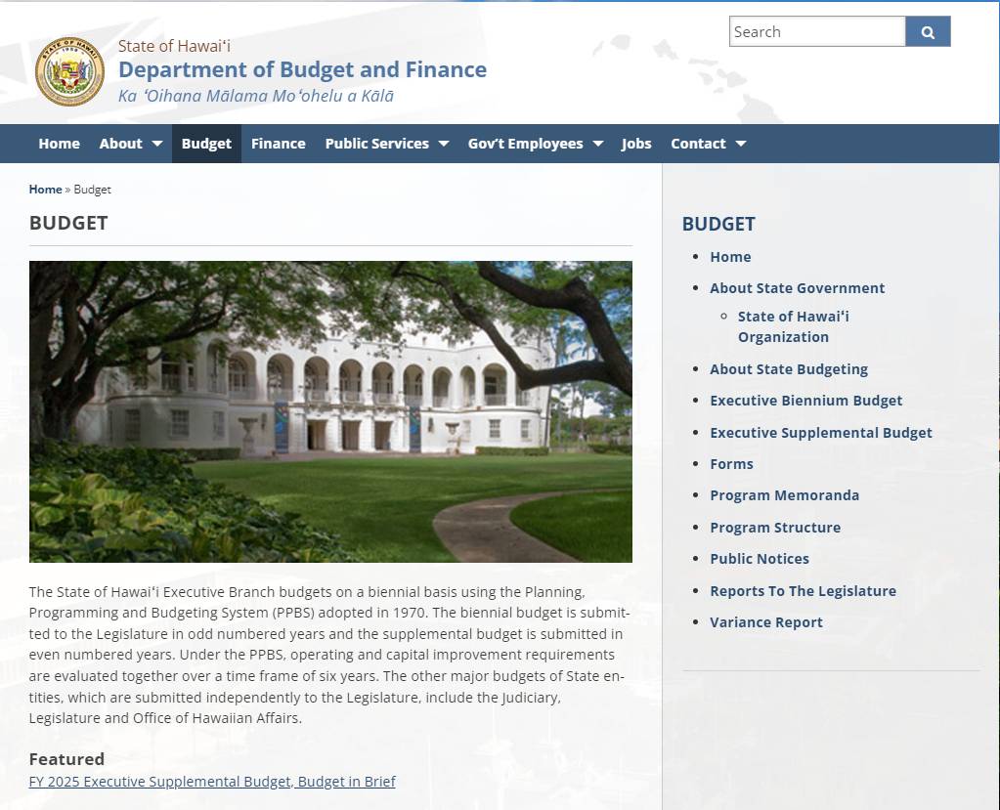 Search
State of Hawaiʻi
Department of Budget and Finance
Ka ʻOihana Mālama Moʻohelu a Kālā
Home About Budget Finance Public Services Gov’t Employees Jobs Contact
Home » Budget
BUDGET
The State of Hawaiʻi Executive Branch budgets on a biennial basis using the Planning,
Programming and Budgeting System (PPBS) adopted in 1970. The biennial budget is submit-
ted to the Legislature in odd numbered years and the supplemental budget is submitted in
even numbered years. Under the PPBS, operating and capital improvement requirements
are evaluated together over a time frame of six years. The other major budgets of State en-
tities, which are submitted independently to the Legislature, include the Judiciary,
Legislature and Office of Hawaiian Affairs.
Featured
FY 2025 Executive Supplemental Budget, Budget in Brief
BUDGET
Home
About State Government
State of Hawaiʻi
Organization
About State Budgeting
Executive Biennium Budget
Executive Supplemental Budget
Forms
Program Memoranda
Program Structure
Public Notices
Reports To The Legislature
Variance Report